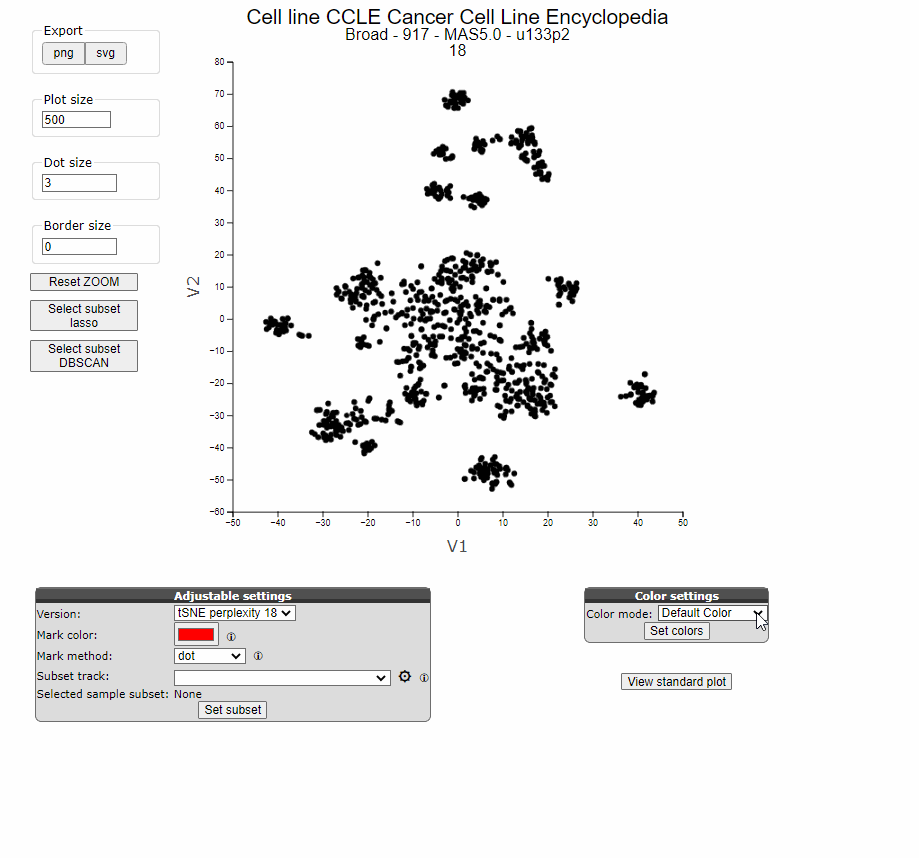 Cell line CCLE Cancer Cell Line Encyclopedia
Broad - 917 - MAS5.0 - u133p2
18
Export
png svg
Plot size
500
Dot size
3
Border size
0
Reset ZOOM
Select subset
lasso
Select subset
DBSCAN
80
70
60
50
40
30
20
10
0
−10
−20
−30
−40
−50
−60
V2
−50 −40 −30 −20 −10 0 10 20 30 40 50
V1
Adjustable settings
Version: tSNE perplexity 18
Mark color:
Mark method: dot
Subset track:
Selected sample subset: None
Set subset
Color settings
Color mode: Default Color
Set colors
View standard plot